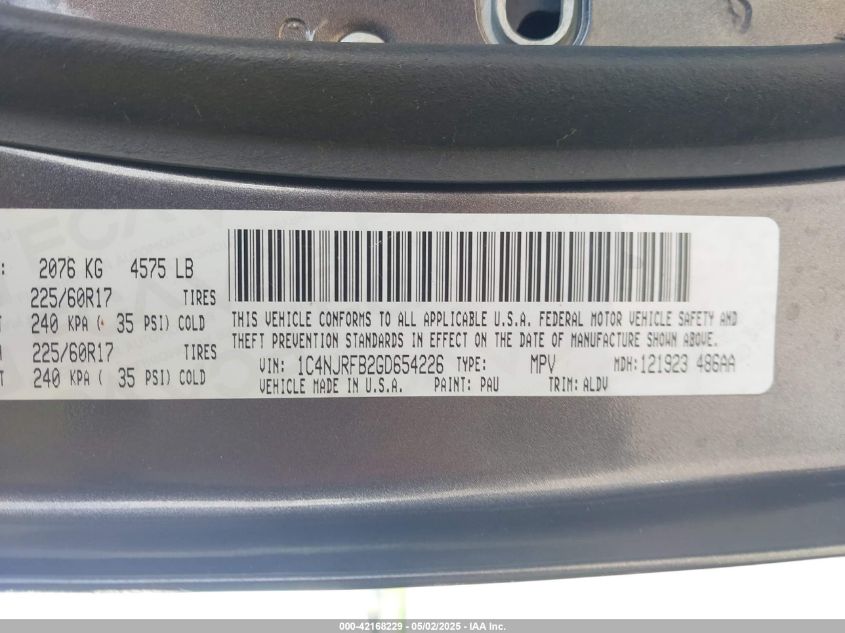 : 2076 KG 4575 LB
225/60R17 TIRES
T 240 KPA ( 35 PSI) COLD
225/60R17 TIRES
T 240 KPA ( 35 PSI) COLD
THIS VEHICLE CONFORMS TO ALL APPLICABLE U.S.A. FEDERAL MOTOR VEHICLE SAFETY AND
THEFT PREVENTION STANDARDS IN EFFECT ON THE DATE OF MANUFACTURE SHOWN ABOVE.
VIN: 1C4NJRFB2GD654226 TYPE: MPV MDH:121923 486AA
VEHICLE MADE IN U.S.A. PAINT: PAU TRIM: ALDV
000-42168229 - 05/02/2025 - IAA Inc.